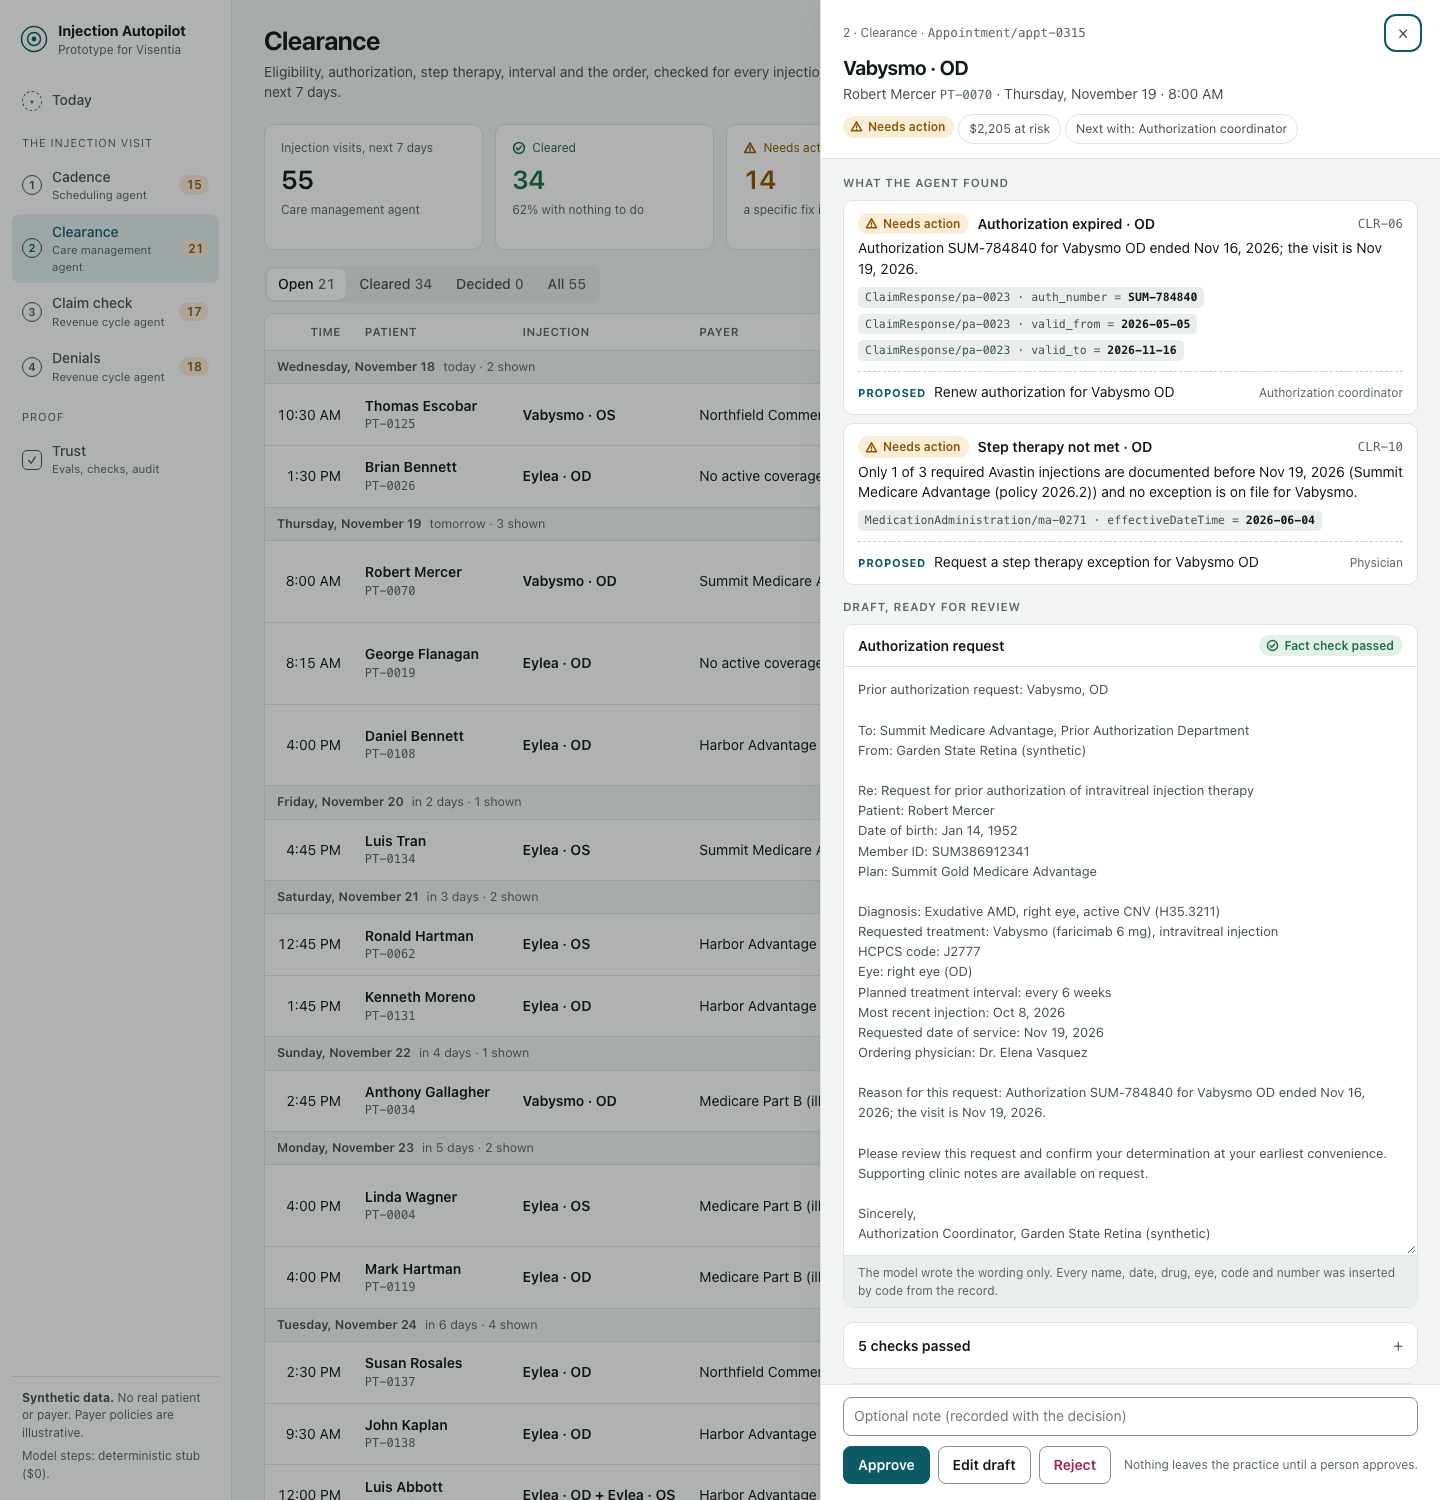 Injection Autopilot
Prototype for Visentia
Today
THE INJECTION VISIT
1 Cadence 15
Scheduling agent
2 Clearance 21
Care management
agent
3 Claim check 17
Revenue cycle agent
4 Denials 18
Revenue cycle agent
PROOF
Trust
Evals, checks, audit
Synthetic data. No real patient
or payer. Payer policies are
illustrative.
Model steps: deterministic stub
($0).
Clearance
Eligibility, authorization, step therapy, interval and the order, checked for every injectio
next 7 days.
Injection visits, next 7 days
55
Care management agent
Cleared
34
62% with nothing to do
Needs act
14
a specific fix i
Open 21 Cleared 34 Decided 0 All 55
TIME PATIENT INJECTION PAYER
Wednesday, November 18 today · 2 shown
10:30 AM Thomas Escobar Vabysmo · OS Northfield Commer
PT-0125
1:30 PM Brian Bennett Eylea · OD No active coverage
PT-0026
Thursday, November 19 tomorrow · 3 shown
8:00 AM Robert Mercer Vabysmo · OD Summit Medicare A
PT-0070
8:15 AM George Flanagan Eylea · OD No active coverage
PT-0019
4:00 PM Daniel Bennett Eylea · OD Harbor Advantage
PT-0108
Friday, November 20 in 2 days · 1 shown
4:45 PM Luis Tran Eylea · OS Summit Medicare A
PT-0134
Saturday, November 21 in 3 days · 2 shown
12:45 PM Ronald Hartman Eylea · OS Harbor Advantage
PT-0062
1:45 PM Kenneth Moreno Eylea · OD Harbor Advantage
PT-0131
Sunday, November 22 in 4 days · 1 shown
2:45 PM Anthony Gallagher Vabysmo · OD Medicare Part B (ill
PT-0034
Monday, November 23 in 5 days · 2 shown
4:00 PM Linda Wagner Eylea · OS Medicare Part B (ill
PT-0004
4:00 PM Mark Hartman Eylea · OD Medicare Part B (ill
PT-0119
Tuesday, November 24 in 6 days · 4 shown
2:30 PM Susan Rosales Eylea · OD Northfield Commer
PT-0137
9:30 AM John Kaplan Eylea · OD Harbor Advantage
PT-0138
12:00 PM Luis Abbott Eylea · OD + Eylea · OS Harbor Advantage
2 · Clearance · Appointment/appt-0315
×
Vabysmo · OD
Robert Mercer PT-0070 · Thursday, November 19 · 8:00 AM
Needs action $2,205 at risk Next with: Authorization coordinator
WHAT THE AGENT FOUND
Needs action Authorization expired · OD CLR-06
Authorization SUM-784840 for Vabysmo OD ended Nov 16, 2026; the visit is Nov
19, 2026.
ClaimResponse/pa-0023 · auth_number = SUM-784840
ClaimResponse/pa-0023 · valid_from = 2026-05-05
ClaimResponse/pa-0023 · valid_to = 2026-11-16
PROPOSED Renew authorization for Vabysmo OD Authorization coordinator
Needs action Step therapy not met · OD CLR-10
Only 1 of 3 required Avastin injections are documented before Nov 19, 2026 (Summit
Medicare Advantage (policy 2026.2)) and no exception is on file for Vabysmo.
MedicationAdministration/ma-0271 · effectiveDateTime = 2026-06-04
PROPOSED Request a step therapy exception for Vabysmo OD Physician
DRAFT, READY FOR REVIEW
Authorization request Fact check passed
Prior authorization request: Vabysmo, OD
To: Summit Medicare Advantage, Prior Authorization Department
From: Garden State Retina (synthetic)
Re: Request for prior authorization of intravitreal injection therapy
Patient: Robert Mercer
Date of birth: Jan 14, 1952
Member ID: SUM386912341
Plan: Summit Gold Medicare Advantage
Diagnosis: Exudative AMD, right eye, active CNV (H35.3211)
Requested treatment: Vabysmo (faricimab 6 mg), intravitreal injection
HCPCS code: J2777
Eye: right eye (OD)
Planned treatment interval: every 6 weeks
Most recent injection: Oct 8, 2026
Requested date of service: Nov 19, 2026
Ordering physician: Dr. Elena Vasquez
Reason for this request: Authorization SUM-784840 for Vabysmo OD ended Nov 16,
2026; the visit is Nov 19, 2026.
Please review this request and confirm your determination at your earliest convenience.
Supporting clinic notes are available on request.
Sincerely,
Authorization Coordinator, Garden State Retina (synthetic)
The model wrote the wording only. Every name, date, drug, eye, code and number was inserted
by code from the record.
5 checks passed +
Optional note (recorded with the decision)
Approve Edit draft Reject Nothing leaves the practice until a person approves.